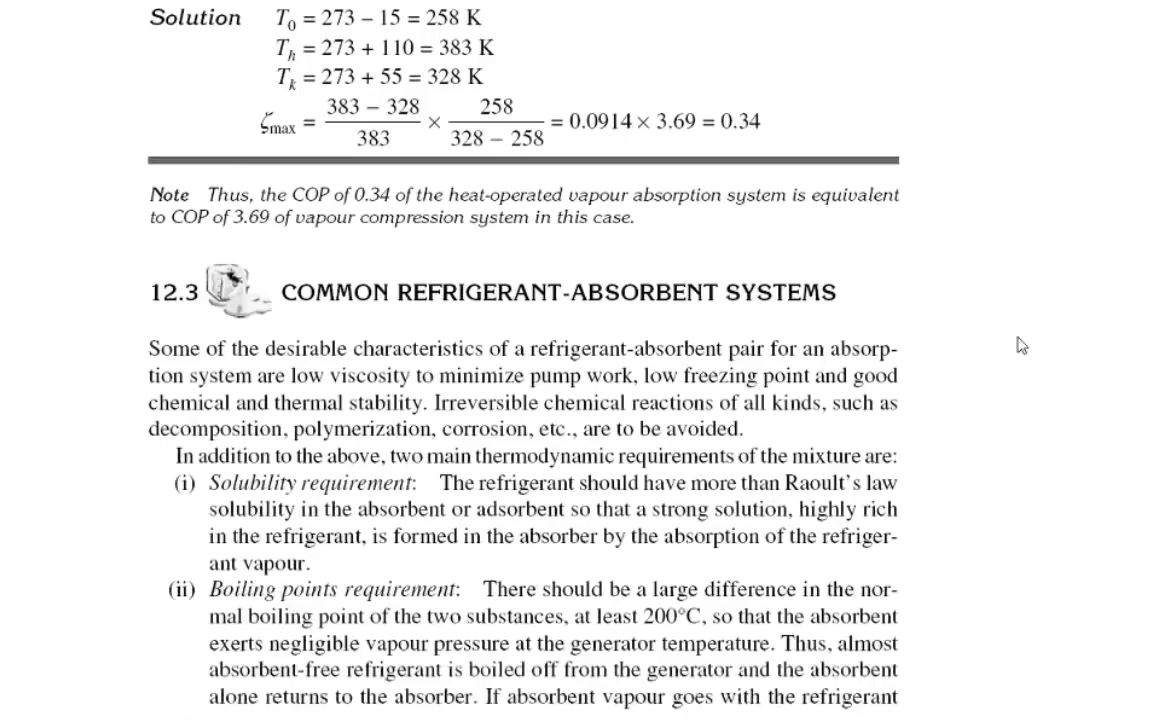 Solution T₀ = 273 – 15 = 258 K
Tₕ = 273 + 110 = 383 K
Tₖ = 273 + 55 = 328 K
ζₘₐₓ = (383 – 328)/383 × 258/(328 – 258) = 0.0914 × 3.69 = 0.34
Note Thus, the COP of 0.34 of the heat-operated vapour absorption system is equivalent
to COP of 3.69 of vapour compression system in this case.
12.3 COMMON REFRIGERANT-ABSORBENT SYSTEMS
Some of the desirable characteristics of a refrigerant-absorbent pair for an absorp-
tion system are low viscosity to minimize pump work, low freezing point and good
chemical and thermal stability. Irreversible chemical reactions of all kinds, such as
decomposition, polymerization, corrosion, etc., are to be avoided.
In addition to the above, two main thermodynamic requirements of the mixture are:
(i) Solubility requirement: The refrigerant should have more than Raoult's law
solubility in the absorbent or adsorbent so that a strong solution, highly rich
in the refrigerant, is formed in the absorber by the absorption of the refriger-
ant vapour.
(ii) Boiling points requirement: There should be a large difference in the nor-
mal boiling point of the two substances, at least 200°C, so that the absorbent
exerts negligible vapour pressure at the generator temperature. Thus, almost
absorbent-free refrigerant is boiled off from the generator and the absorbent
alone returns to the absorber. If absorbent vapour goes with the refrigerant